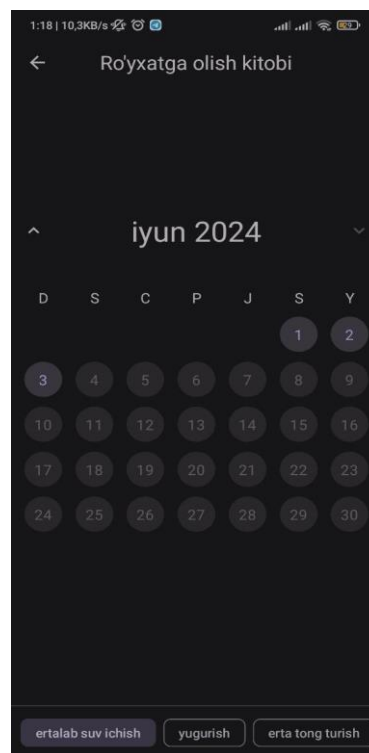 1:18 | 10,3KB/s
Ro'yxatga olish kitobi
iyun 2024
D S C P J S Y
1 2
3 4 5 6 7 8 9
10 11 12 13 14 15 16
17 18 19 20 21 22 23
24 25 26 27 28 29 30
ertalab suv ichish yugurish erta tong turish